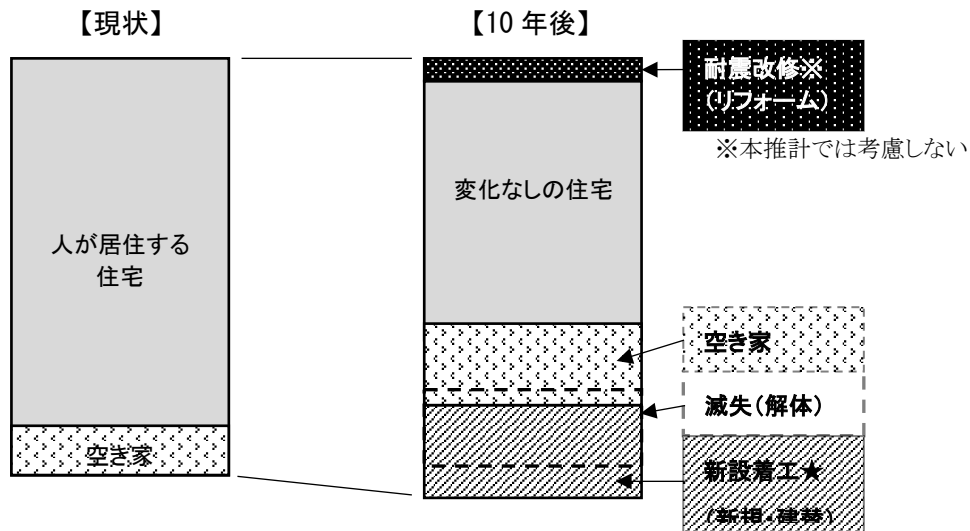 【現状】
【10 年後】
耐震改修※
(リフォーム)
※本推計では考慮しない
変化なしの住宅
人が居住する
住宅
空き家
空き家
滅失(解体)
新設着工★
(新規・建替)